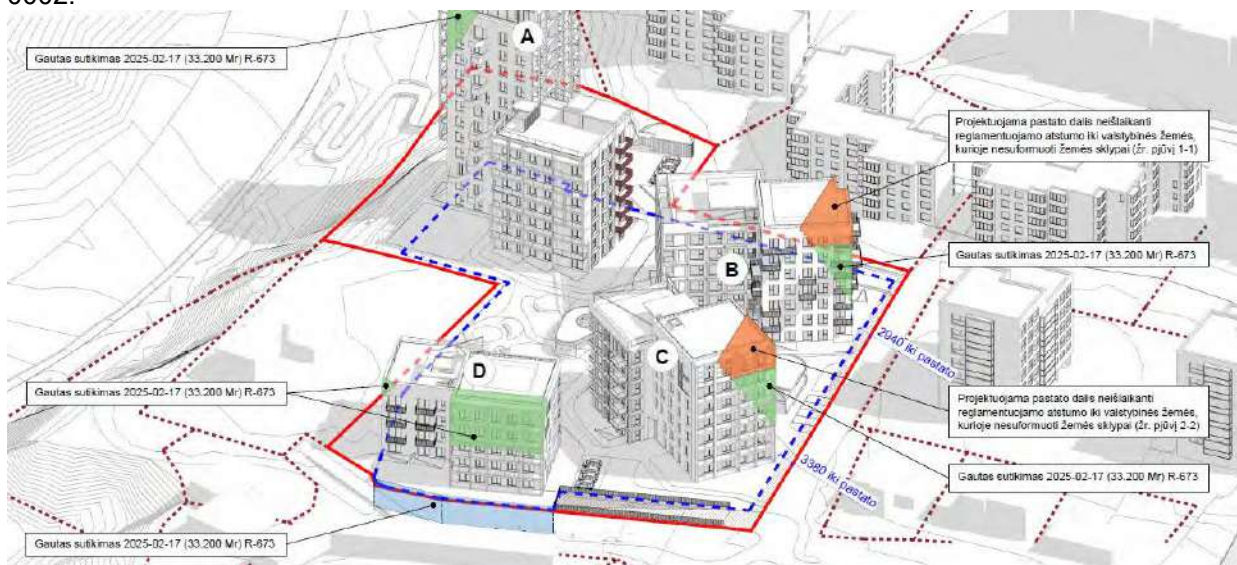 0002.
Gautas sutikimas 2025-02-17 (33.200 Mr) R-673
A
Projektuojama pastato dalis neišlaikanti
reglamentuojamo atstumo iki valstybinės žemės,
kurioje nesuformuoti žemės sklypai (žr. pjūvį 1-1)
Gautas sutikimas 2025-02-17 (33.200 Mr) R-673
B
2940 iki pastato
C
D
Gautas sutikimas 2025-02-17 (33.200 Mr) R-673
Projektuojama pastato dalis neišlaikanti
reglamentuojamo atstumo iki valstybinės žemės,
kurioje nesuformuoti žemės sklypai (žr. pjūvį 2-2)
3380 iki pastato
Gautas sutikimas 2025-02-17 (33.200 Mr) R-673
Gautas sutikimas 2025-02-17 (33.200 Mr) R-673